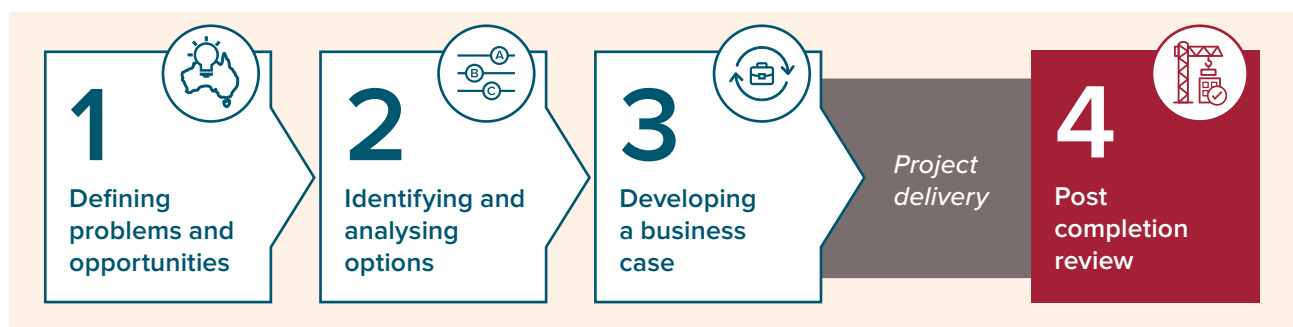 1
Defining
problems and
opportunities
A
B
C
2
Identifying and
analysing
options
3
Developing
a business
case
Project
delivery
4
Post
completion
review